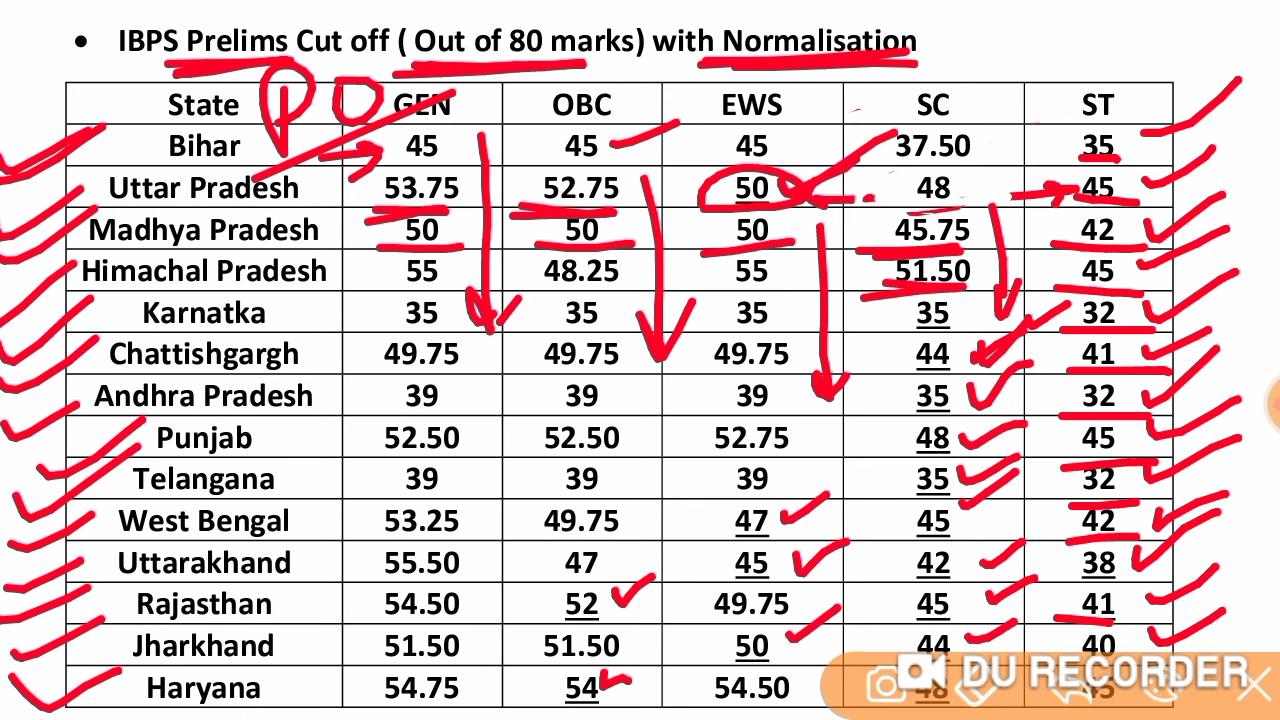 • IBPS Prelims Cut off ( Out of 80 marks) with Normalisation
PO
State GEN OBC EWS SC ST
Bihar 45 45 45 37.50 35
Uttar Pradesh 53.75 52.75 50 48 45
Madhya Pradesh 50 50 50 45.75 42
Himachal Pradesh 55 48.25 55 51.50 45
Karnatka 35 35 35 35 32
Chattishgargh 49.75 49.75 49.75 44 41
Andhra Pradesh 39 39 39 35 32
Punjab 52.50 52.50 52.75 48 45
Telangana 39 39 39 35 32
West Bengal 53.25 49.75 47 45 42
Uttarakhand 55.50 47 45 42 38
Rajasthan 54.50 52 49.75 45 41
Jharkhand 51.50 51.50 50 44 40
Haryana 54.75 54 54.50 48
DU RECORDER